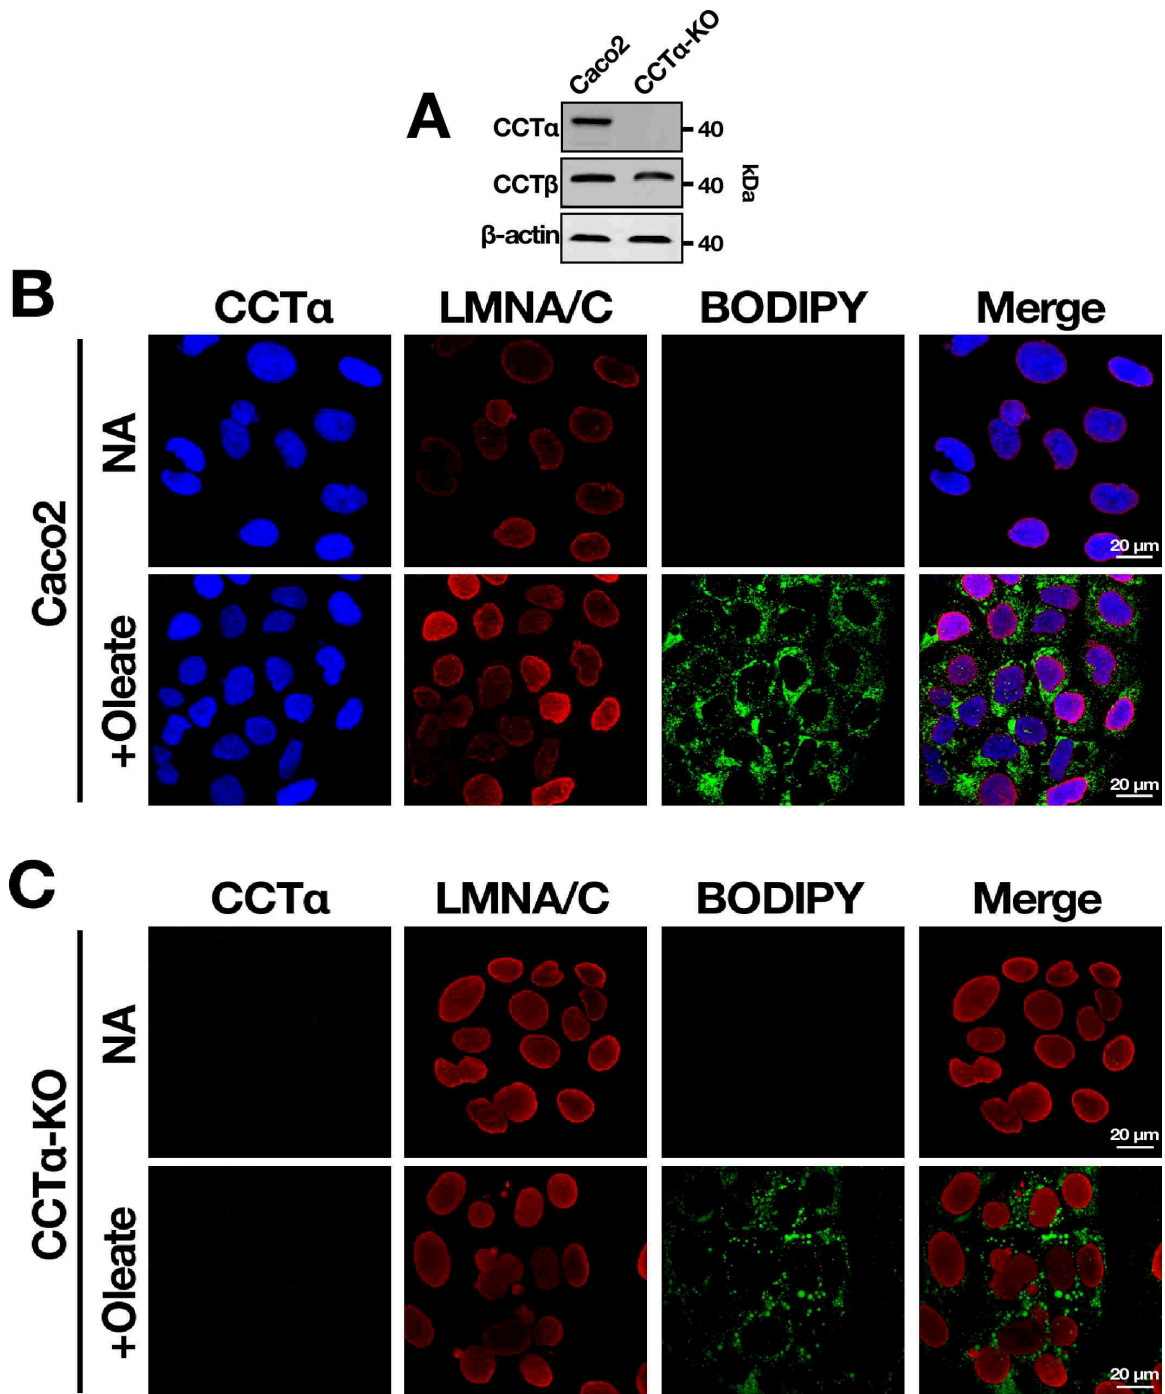 A
Caco2
CCTα-KO
CCTα
40
CCTβ
40
kDa
β-actin
40
B
CCTα
LMNA/C
BODIPY
Merge
Caco2
NA
20 µm
+Oleate
20 µm
C
CCTα
LMNA/C
BODIPY
Merge
CCTα-KO
NA
20 µm
+Oleate
20 µm